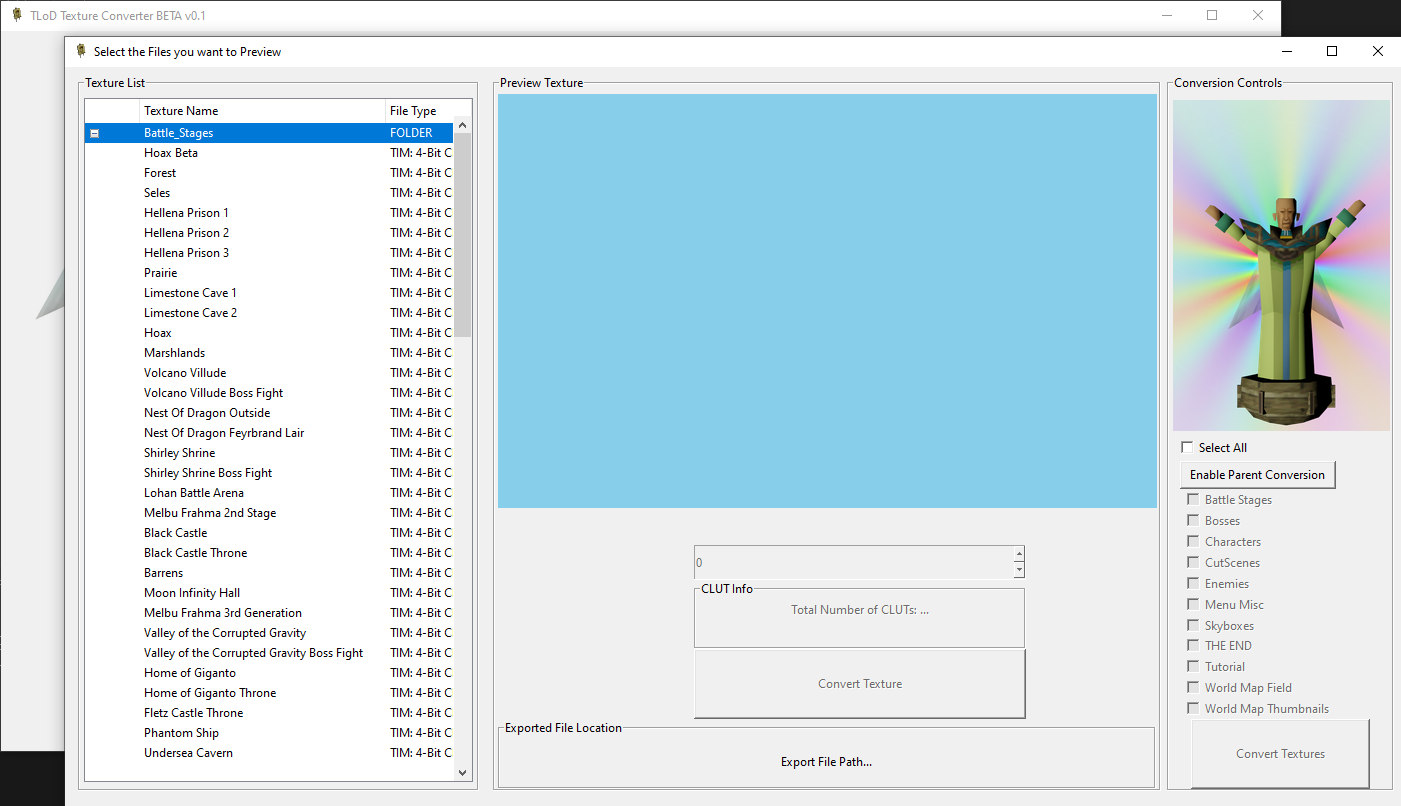 TLoD Texture Converter BETA v0.1
Select the Files you want to Preview
Texture List
Texture Name File Type
Battle_Stages FOLDER
Hoax Beta TIM: 4-Bit C
Forest TIM: 4-Bit C
Seles TIM: 4-Bit C
Hellena Prison 1 TIM: 4-Bit C
Hellena Prison 2 TIM: 4-Bit C
Hellena Prison 3 TIM: 4-Bit C
Prairie TIM: 4-Bit C
Limestone Cave 1 TIM: 4-Bit C
Limestone Cave 2 TIM: 4-Bit C
Hoax TIM: 4-Bit C
Marshlands TIM: 4-Bit C
Volcano Villude TIM: 4-Bit C
Volcano Villude Boss Fight TIM: 4-Bit C
Nest Of Dragon Outside TIM: 4-Bit C
Nest Of Dragon Feyrbrand Lair TIM: 4-Bit C
Shirley Shrine TIM: 4-Bit C
Shirley Shrine Boss Fight TIM: 4-Bit C
Lohan Battle Arena TIM: 4-Bit C
Melbu Frahma 2nd Stage TIM: 4-Bit C
Black Castle TIM: 4-Bit C
Black Castle Throne TIM: 4-Bit C
Barrens TIM: 4-Bit C
Moon Infinity Hall TIM: 4-Bit C
Melbu Frahma 3rd Generation TIM: 4-Bit C
Valley of the Corrupted Gravity TIM: 4-Bit C
Valley of the Corrupted Gravity Boss Fight TIM: 4-Bit C
Home of Giganto TIM: 4-Bit C
Home of Giganto Throne TIM: 4-Bit C
Fletz Castle Throne TIM: 4-Bit C
Phantom Ship TIM: 4-Bit C
Undersea Cavern TIM: 4-Bit C
Preview Texture
0
CLUT Info
Total Number of CLUTs: ...
Convert Texture
Exported File Location
Export File Path...
Conversion Controls
Select All
Enable Parent Conversion
Battle Stages
Bosses
Characters
CutScenes
Enemies
Menu Misc
Skyboxes
THE END
Tutorial
World Map Field
World Map Thumbnails
Convert Textures